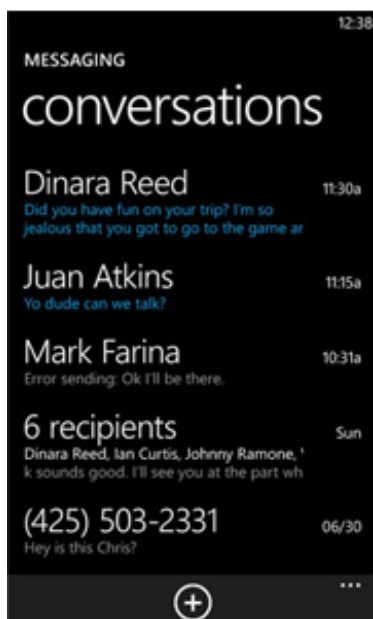 12:38
MESSAGING
conversations
Dinara Reed 11:30a
Did you have fun on your trip? I'm so
jealous that you got to go to the game ar
Juan Atkins 11:15a
Yo dude can we talk?
Mark Farina 10:31a
Error sending: Ok I'll be there.
6 recipients Sun
Dinara Reed, Ian Curtis, Johnny Ramone, '
k sounds good. I'll see you at the part wh
(425) 503-2331 06/30
Hey is this Chris?
...